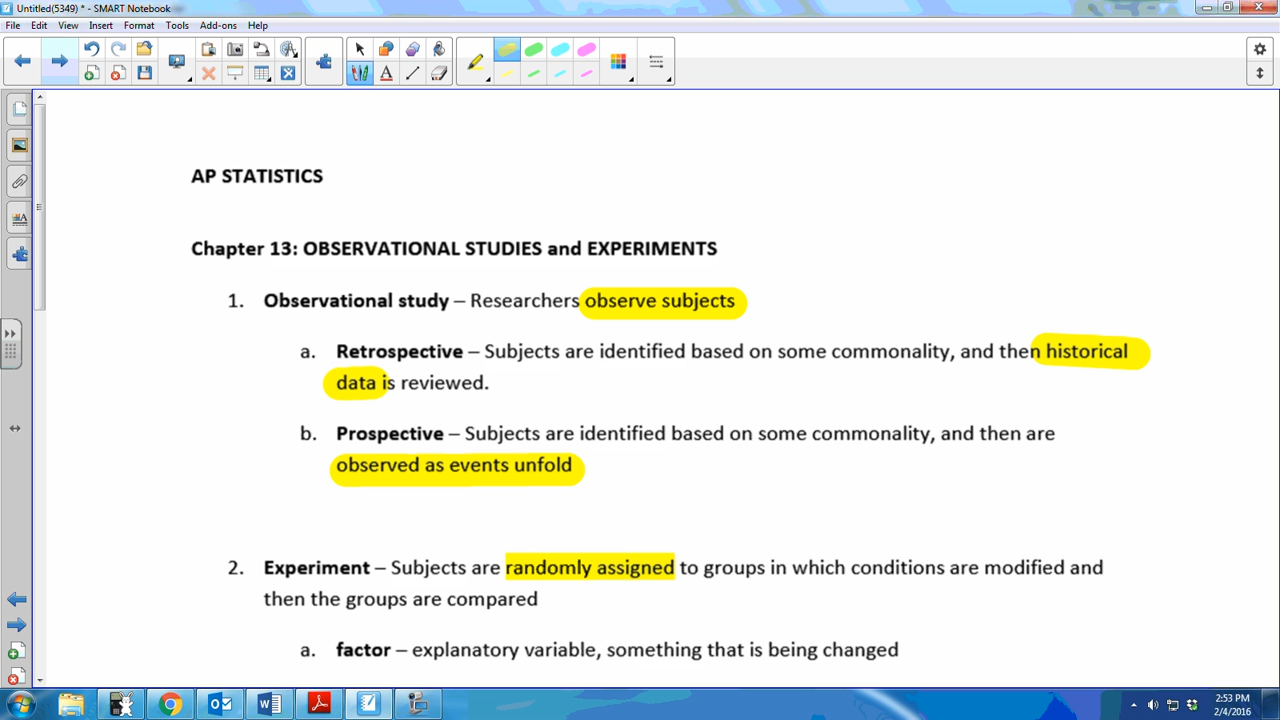 Untitled(5349) * - SMART Notebook
File Edit View Insert Format Tools Add-ons Help
AP STATISTICS
Chapter 13: OBSERVATIONAL STUDIES and EXPERIMENTS
1. Observational study – Researchers observe subjects
a. Retrospective – Subjects are identified based on some commonality, and then historical
data is reviewed.
b. Prospective – Subjects are identified based on some commonality, and then are
observed as events unfold
2. Experiment – Subjects are randomly assigned to groups in which conditions are modified and
then the groups are compared
a. factor – explanatory variable, something that is being changed
2:53 PM
2/4/2016